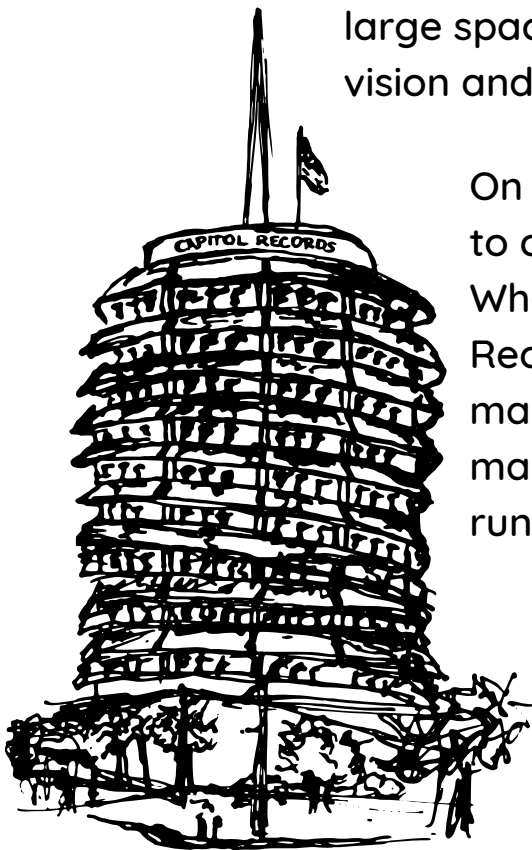 large spac
vision and
On
to
CAPITOL RECORDS
Wh
Rec
ma
ma
run